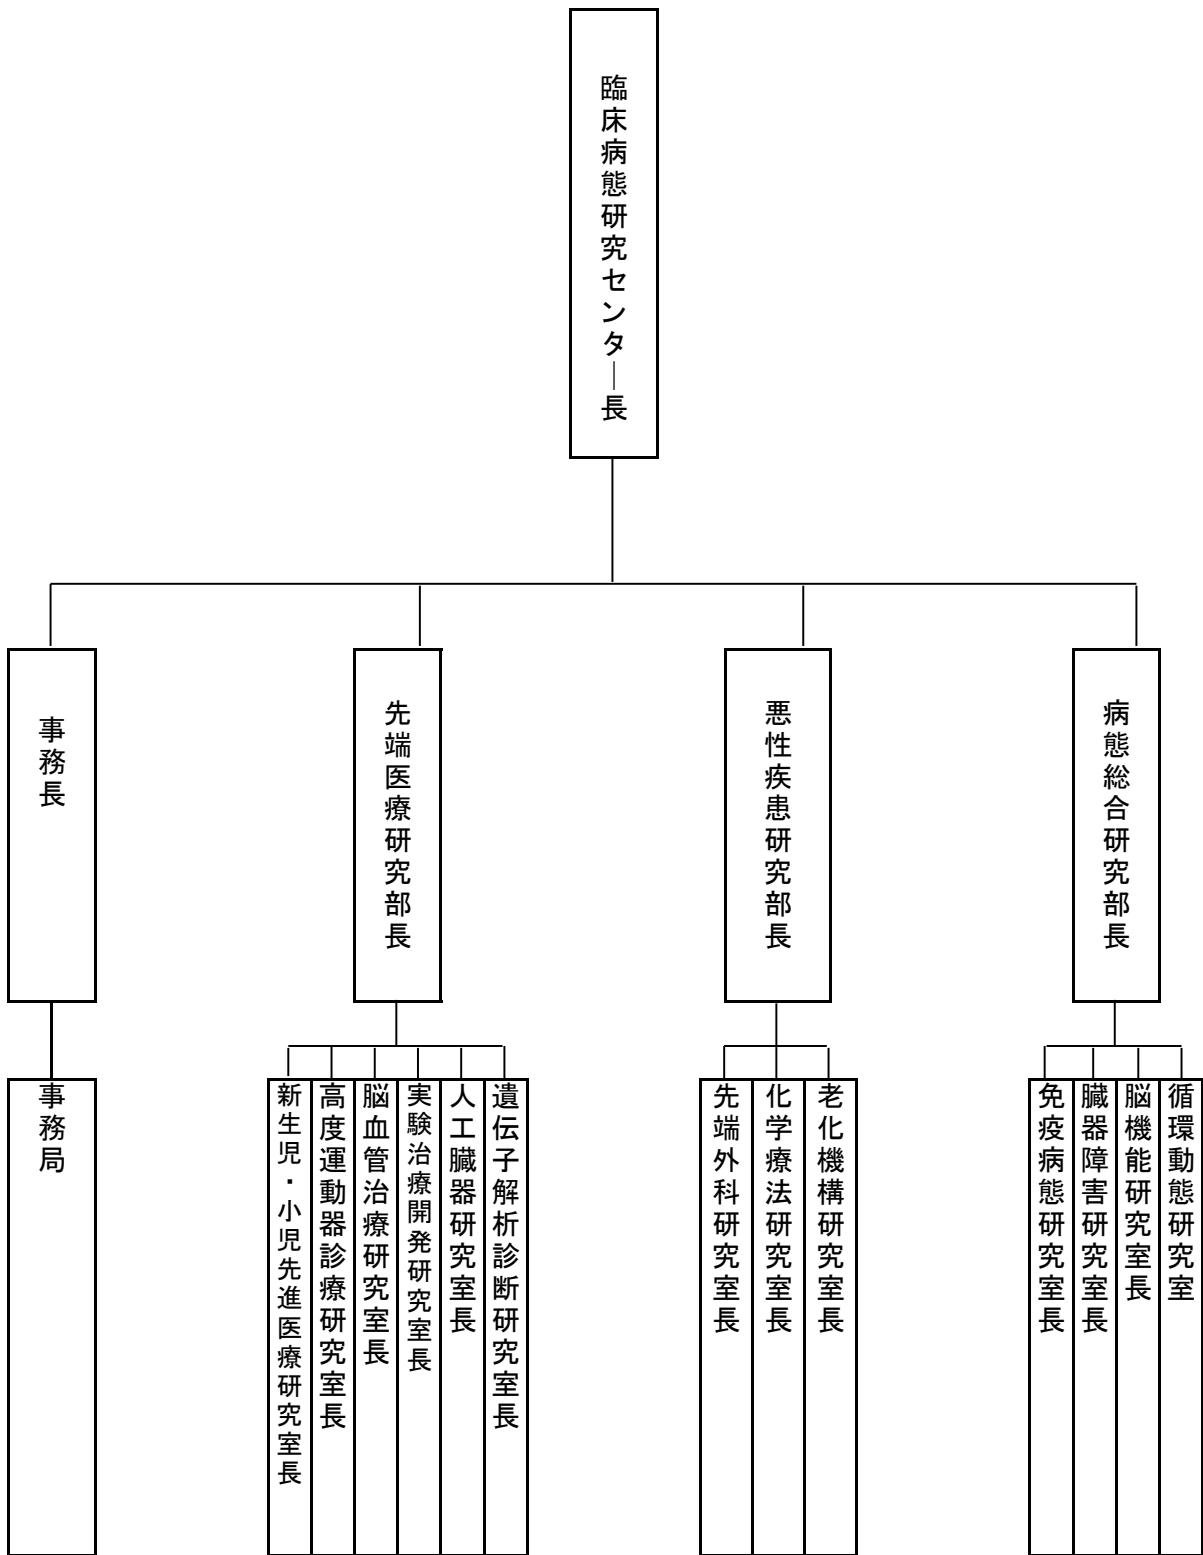 臨床病態研究センター長
病態総合研究部長
悪性疾患研究部長
先端医療研究部長
事務長
循環動態研究室
脳機能研究室長
臓器障害研究室長
免疫病態研究室長
老化機構研究室長
化学療法研究室長
先端外科研究室長
遺伝子解析診断研究室長
人工臓器研究室長
実験治療開発研究室長
脳血管治療研究室長
高度運動器診療研究室長
新生児・小児先進医療研究室長
事務局